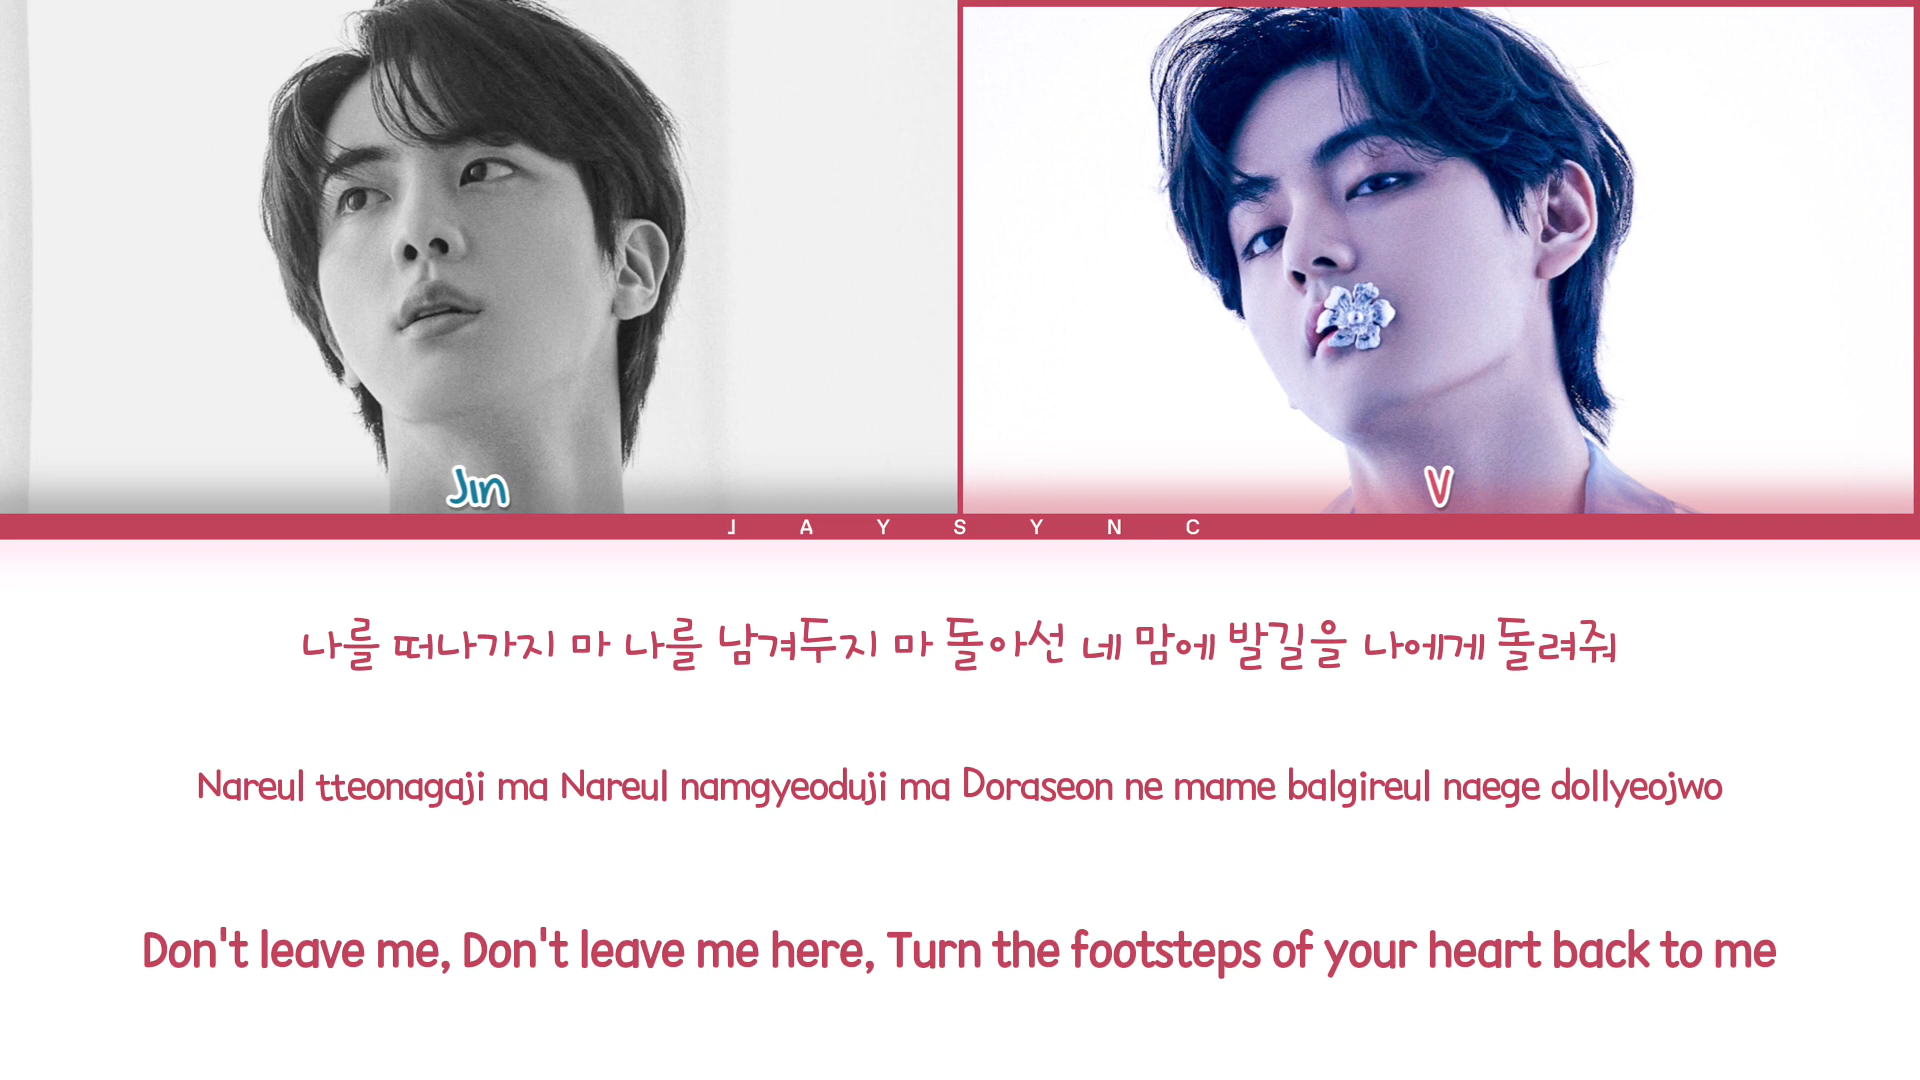 Jin
V
JAYSYNC
나를 떠나가지 마 나를 남겨두지 마 돌아선 네 맘에 발길을 나에게 돌려줘
Nareul tteonagaji ma Nareul namgyeoduji ma Doraseon ne mame balgireul naege dollyeojwo
Don't leave me, Don't leave me here, Turn the footsteps of your heart back to me